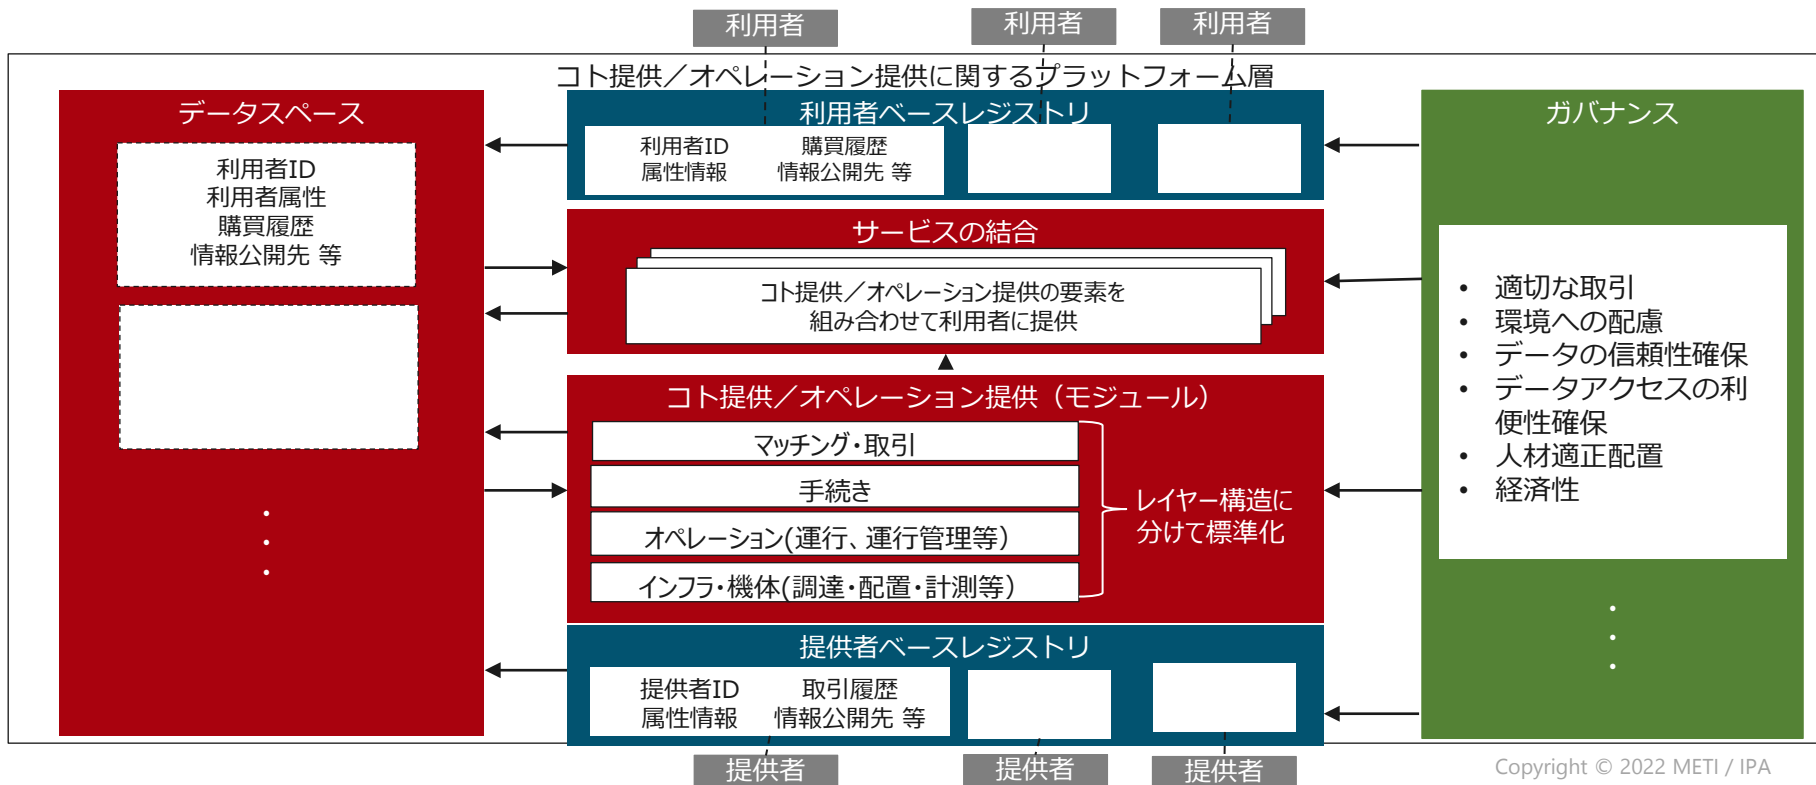 利用者
利用者
利用者
コト提供／オペレーション提供に関するプラットフォーム層
データスペース
利用者ID
利用者属性
購買履歴
情報公開先 等
・
・
・
利用者ベースレジストリ
利用者ID 購買履歴
属性情報 情報公開先 等
サービスの結合
コト提供／オペレーション提供の要素を
組み合わせて利用者に提供
コト提供／オペレーション提供（モジュール）
マッチング・取引
手続き
オペレーション(運行、運行管理等）
インフラ・機体(調達・配置・計測等）
レイヤー構造に
分けて標準化
提供者ベースレジストリ
提供者ID 取引履歴
属性情報 情報公開先 等
ガバナンス
• 適切な取引
• 環境への配慮
• データの信頼性確保
• データアクセスの利
便性確保
• 人材適正配置
• 経済性
・
・
・
提供者
提供者
提供者
Copyright © 2022 METI / IPA